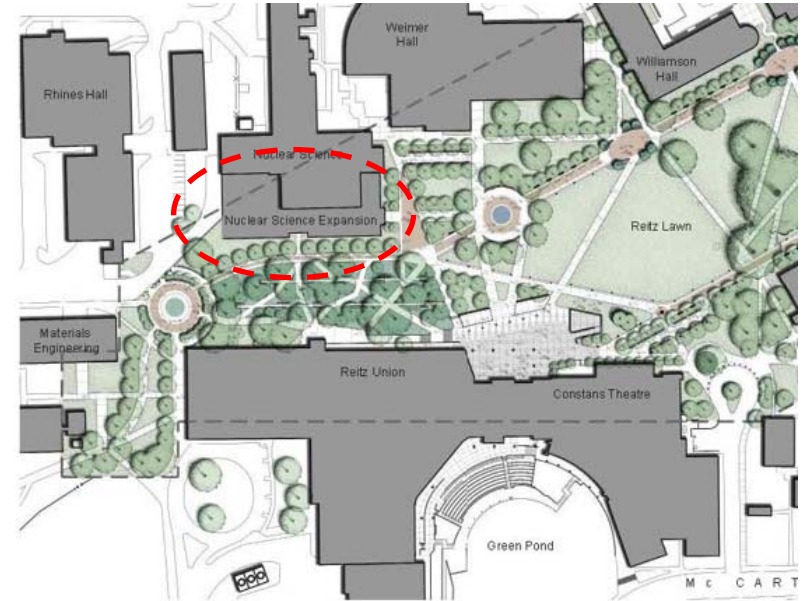 Weimer
Hall
Williamson
Hall
Rhines Hall
Nuclear Science
Nuclear Science Expansion
Reitz Lawn
Materials
Engineering
Reitz Union
Constans Theatre
Green Pond
Mc CART